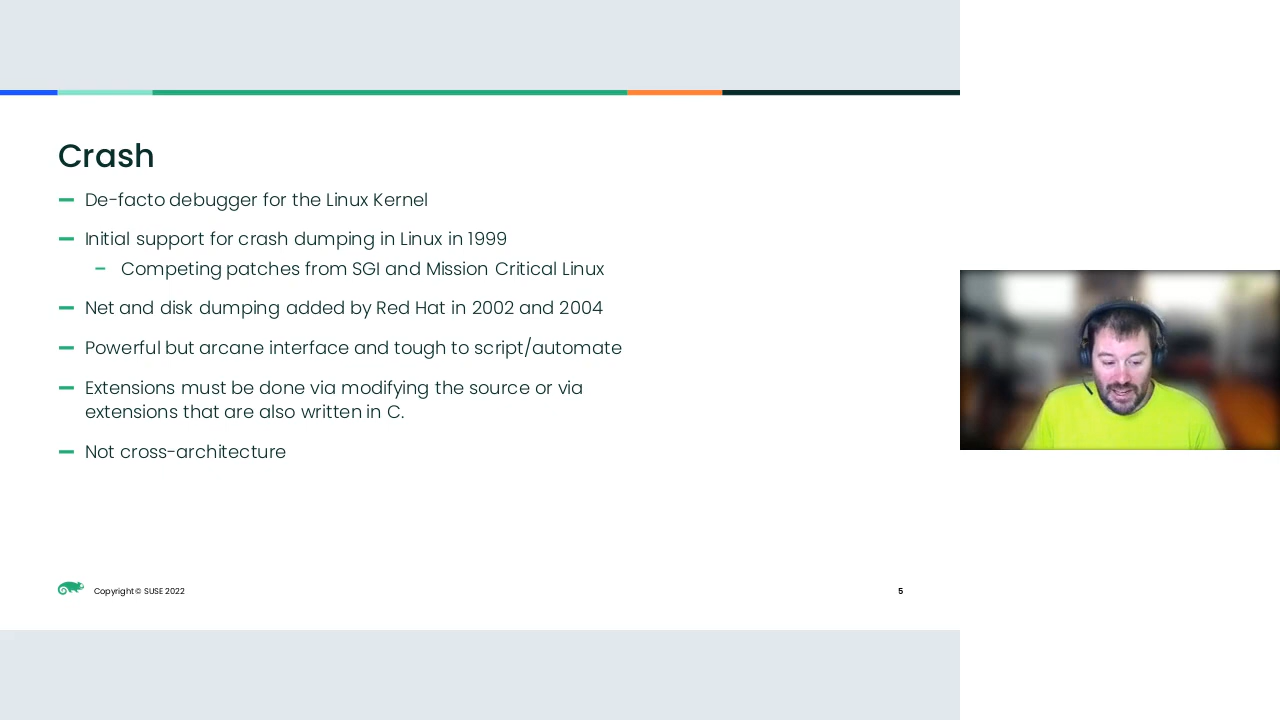 Crash
De-facto debugger for the Linux Kernel
Initial support for crash dumping in Linux in 1999
Competing patches from SGI and Mission Critical Linux
Net and disk dumping added by Red Hat in 2002 and 2004
Powerful but arcane interface and tough to script/automate
Extensions must be done via modifying the source or via
extensions that are also written in C.
Not cross-architecture
Copyright © SUSE 2022
5